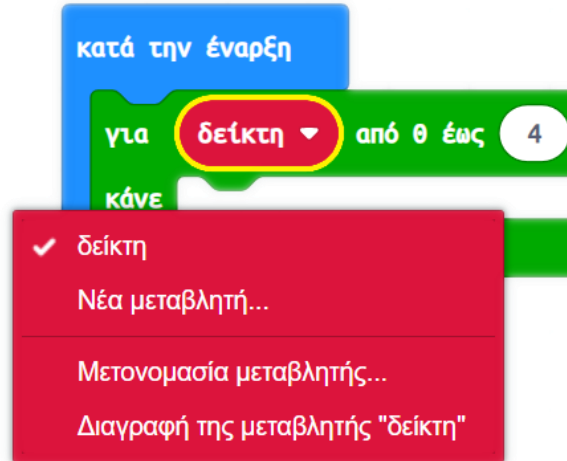 κατά την έναρξη
για δείκτη από 0 έως 4
κάνε
δείκτη
Νέα μεταβλητή...
Μετονομασία μεταβλητής...
Διαγραφή της μεταβλητής "δείκτη"